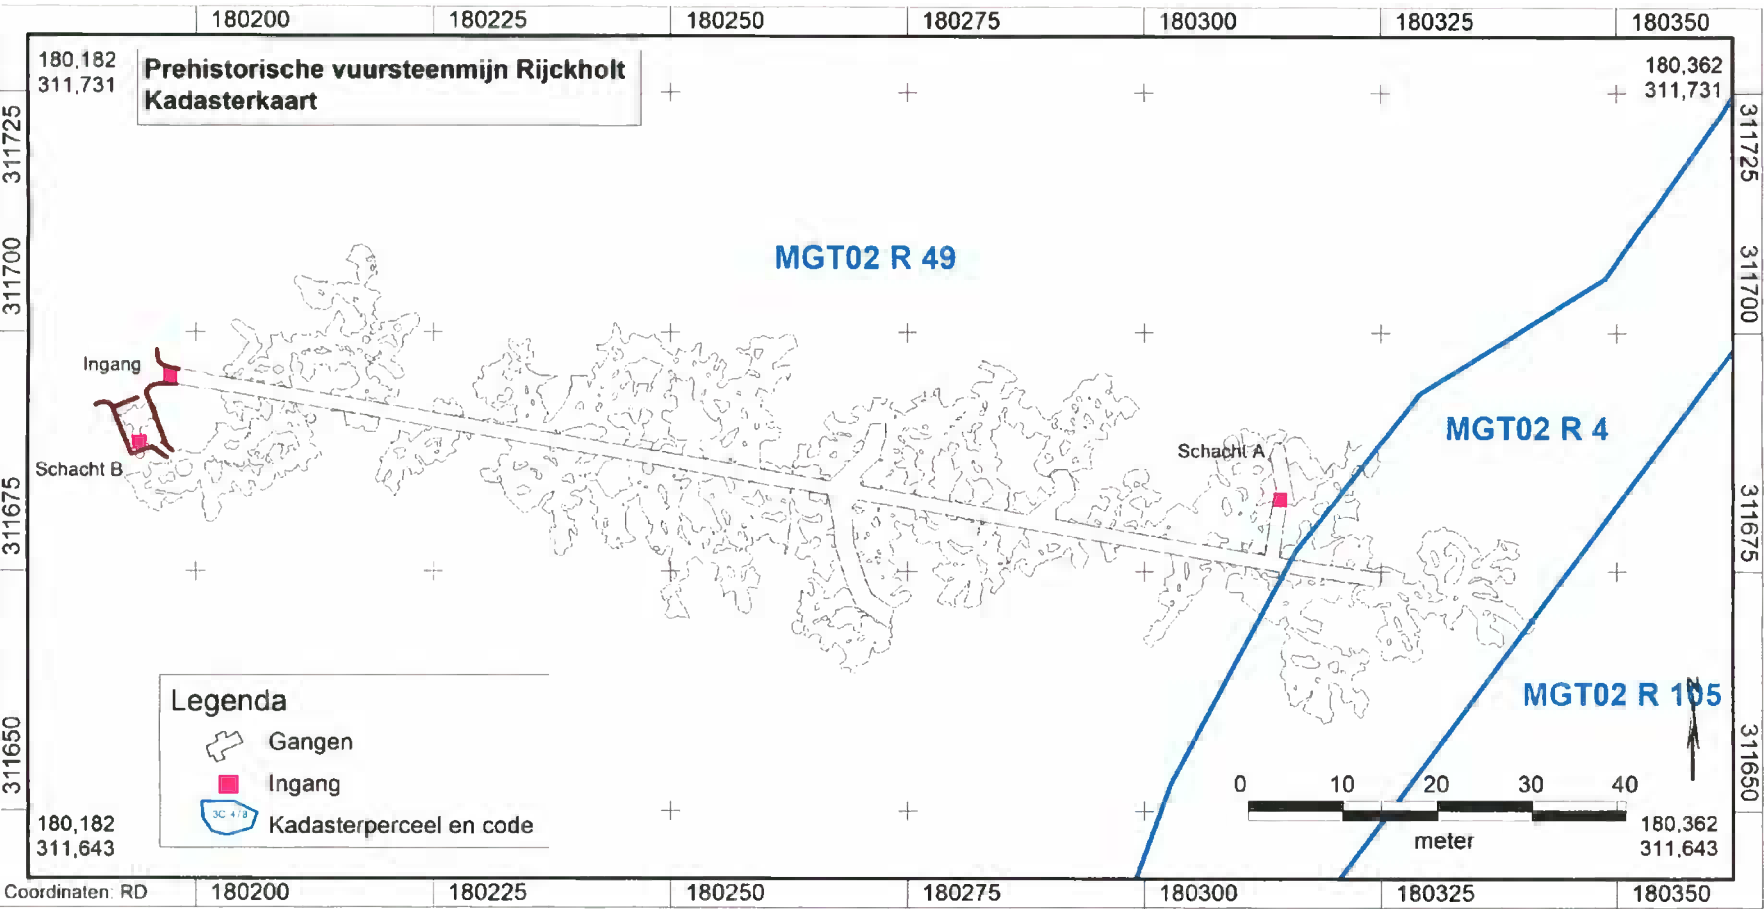 180200 180225 180250 180275 180300 180325 180350
180,182
311,731
Prehistorische vuursteenmijn Rijckholt
Kadasterkaart
180,362
311,731
311725
311725
MGT02 R 49
311700
311700
Ingang
MGT02 R 4
Schacht A
Schacht B
311675
311675
MGT02 R 105
N
Legenda
Gangen
Ingang
3C 478
Kadasterperceel en code
311650
311650
0 10 20 30 40
meter
180,182
311,643
180,362
311,643
Coordinaten: RD
180200 180225 180250 180275 180300 180325 180350